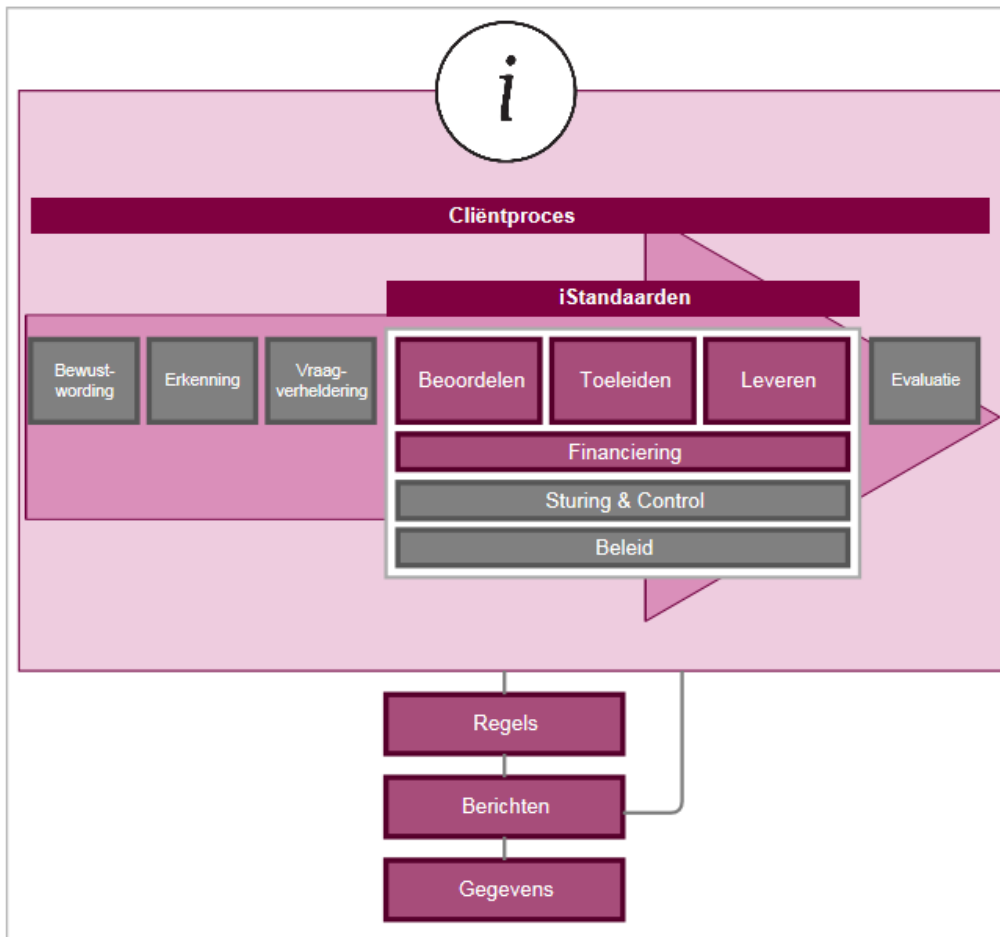 i
Cliëntproces
iStandaarden
Bewust-
wording
Erkenning
Vraag-
verheldering
Beoordelen
Toeleiden
Leveren
Evaluatie
Financiering
Sturing & Control
Beleid
Regels
Berichten
Gegevens